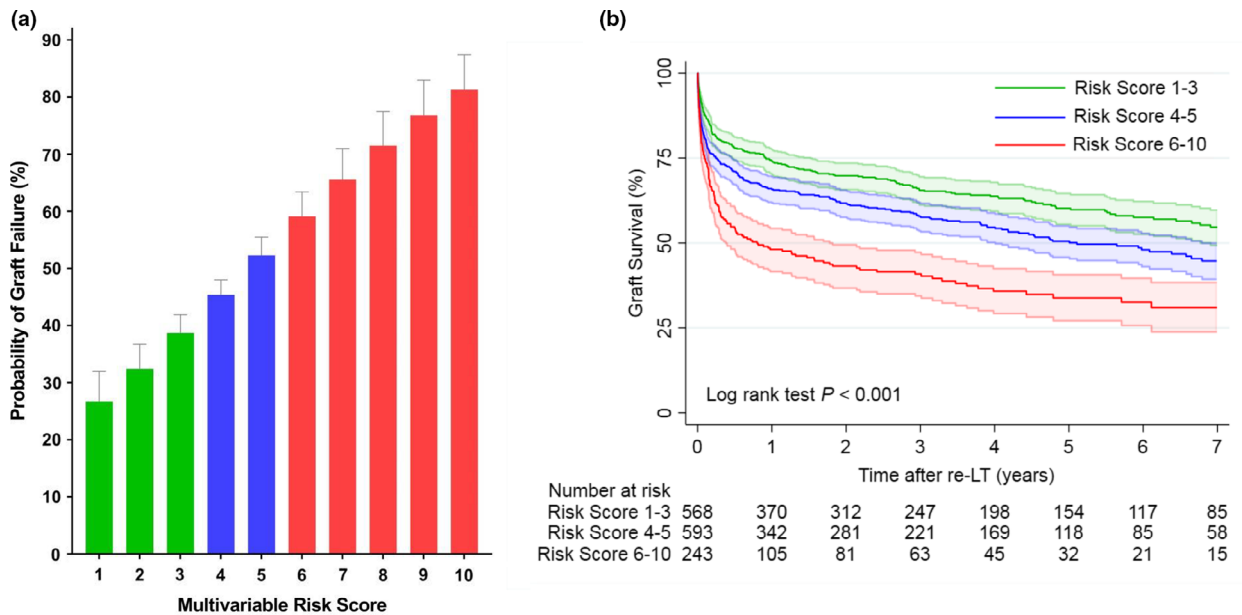 (a)
Probability of Graft Failure (%)
90
80
70
60
50
40
30
20
10
0
1 2 3 4 5 6 7 8 9 10
Multivariable Risk Score
(b)
Graft Survival (%)
100
75
50
25
0
Risk Score 1-3
Risk Score 4-5
Risk Score 6-10
Log rank test P < 0.001
0 1 2 3 4 5 6 7
Time after re-LT (years)
Number at risk
Risk Score 1-3 568 370 312 247 198 154 117 85
Risk Score 4-5 593 342 281 221 169 118 85 58
Risk Score 6-10 243 105 81 63 45 32 21 15